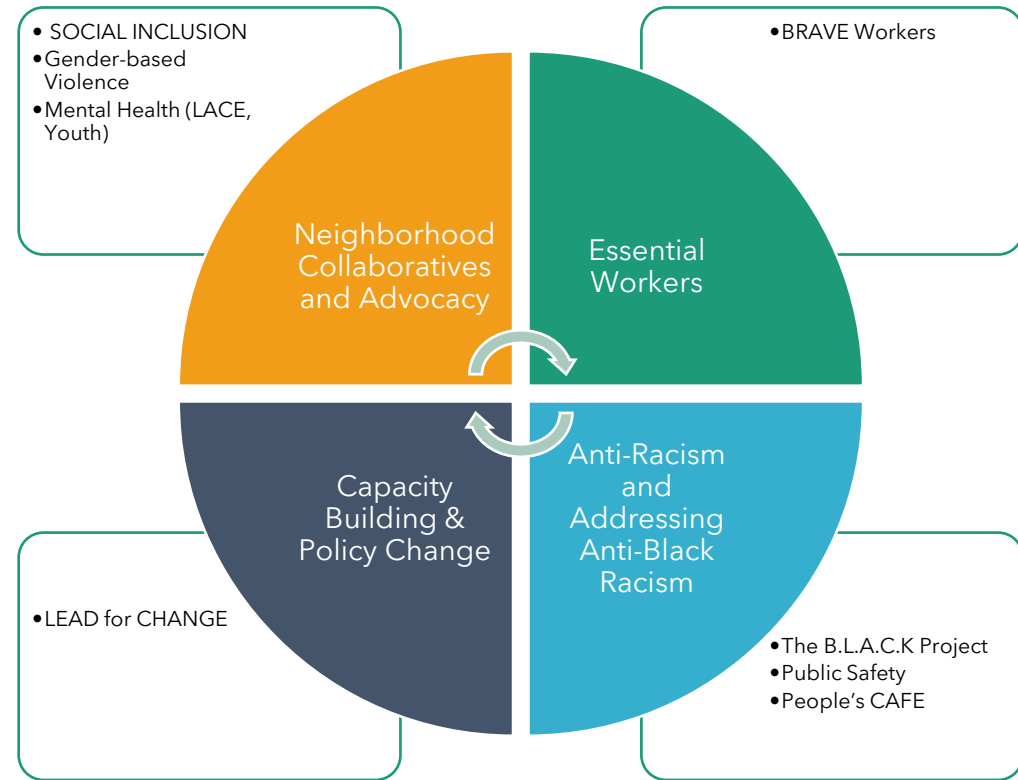 • SOCIAL INCLUSION
•Gender-based
Violence
•Mental Health (LACE,
Youth)
•BRAVE Workers
Neighborhood
Collaboratives
and Advocacy
Essential
Workers
Capacity
Building &
Policy Change
Anti-Racism
and
Addressing
Anti-Black
Racism
•LEAD for CHANGE
•The B.L.A.C.K Project
•Public Safety
•People’s CAFE